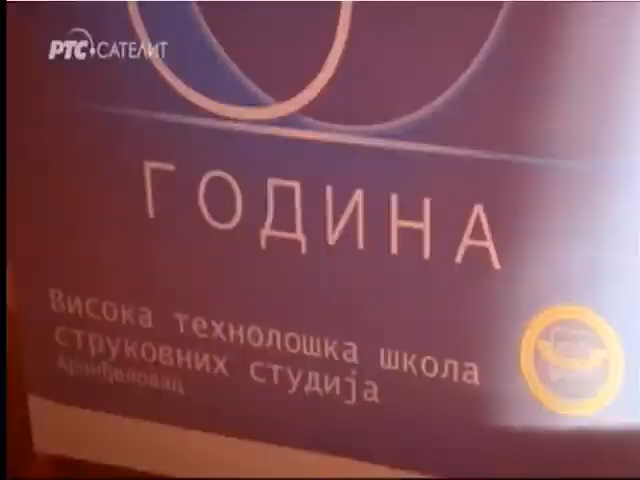 РТС САТЕЛИТ
ГОДИНА
Висока технолошка школа
струковних студија
Аранђеловац